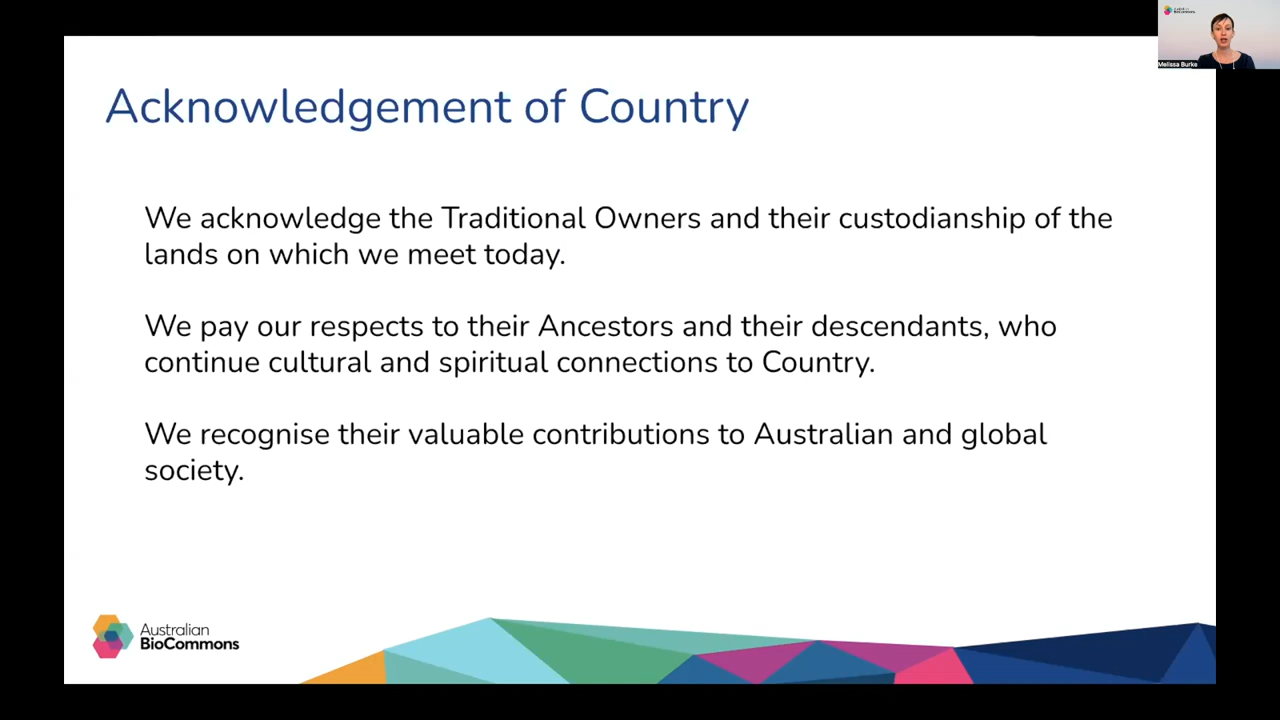 Acknowledgement of Country
We acknowledge the Traditional Owners and their custodianship of the
lands on which we meet today.
We pay our respects to their Ancestors and their descendants, who
continue cultural and spiritual connections to Country.
We recognise their valuable contributions to Australian and global
society.
Australian
BioCommons
Australian
BioCommons.
Melissa Burke